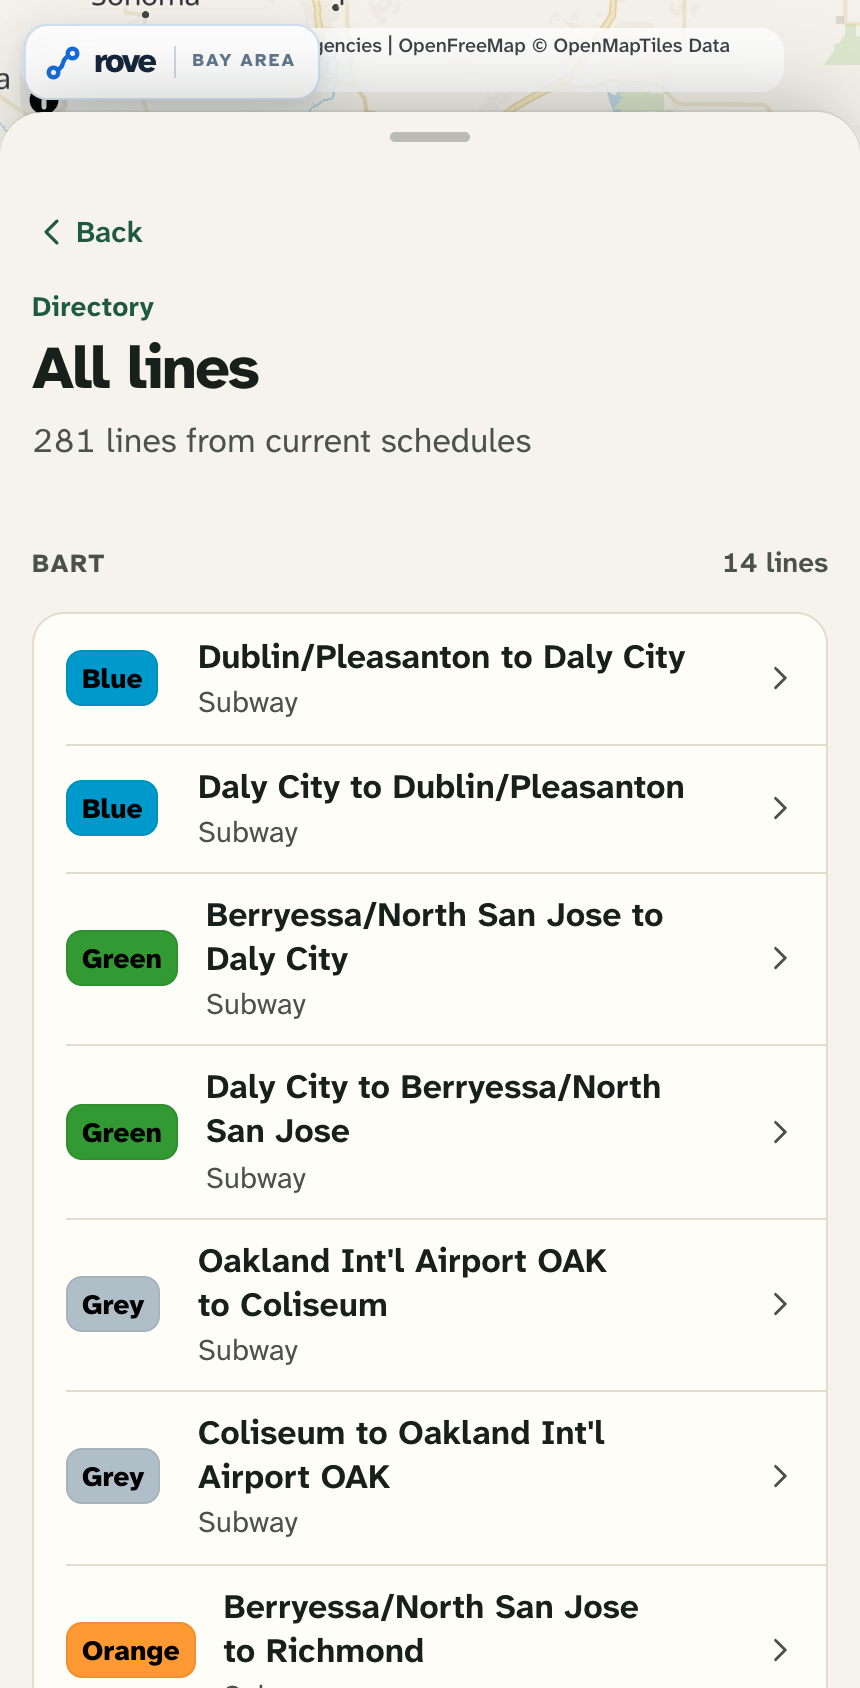 rove BAY AREA
encies | OpenFreeMap © OpenMapTiles Data
a
Back
Directory
All lines
281 lines from current schedules
BART 14 lines
Blue Dublin/Pleasanton to Daly City
Subway
Blue Daly City to Dublin/Pleasanton
Subway
Berryessa/North San Jose to
Green Daly City
Subway
Daly City to Berryessa/North
Green San Jose
Subway
Oakland Int'l Airport OAK
Grey to Coliseum
Subway
Coliseum to Oakland Int'l
Grey Airport OAK
Subway
Berryessa/North San Jose
Orange to Richmond